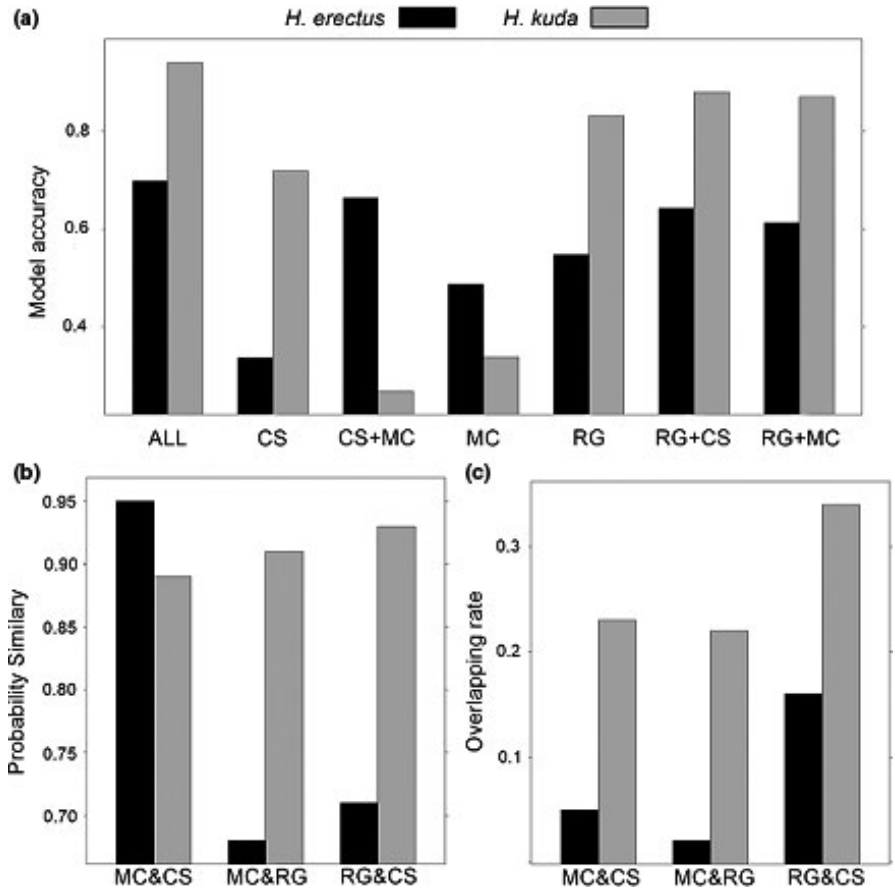 (a) H. erectus H. kuda
Model accuracy
0.8
0.6
0.4
ALL CS CS+MC MC RG RG+CS RG+MC
(b)
Probability Similary
0.95
0.90
0.85
0.80
0.75
0.70
MC&CS MC&RG RG&CS
(c)
Overlapping rate
0.3
0.2
0.1
MC&CS MC&RG RG&CS